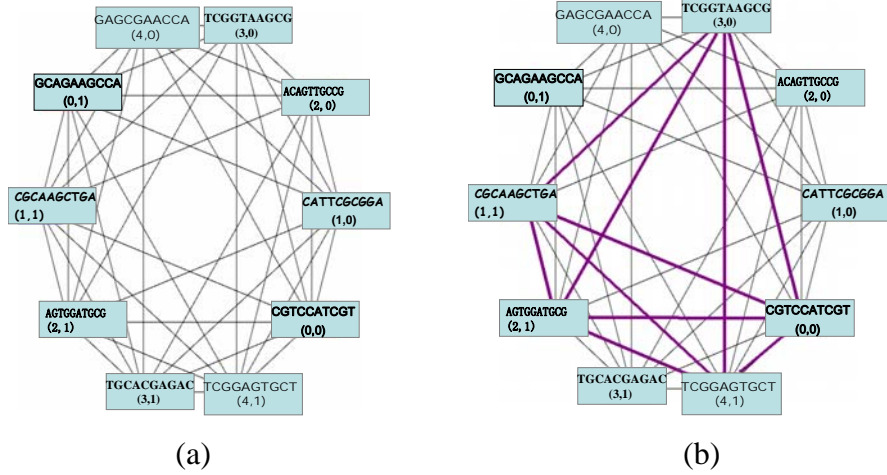 GAGCGAACCA
(4,0)
TCGGTAAGCG
(3,0)
GCAGAAGCCA
(0,1)
ACAGTTGCCG
(2,0)
CGCAAGCTGA
(1,1)
CATTCGCGGA
(1,0)
AGTGGATGCG
(2,1)
CGTCCATCGT
(0,0)
TGCACGAGAC
(3,1)
TCGGAGTGCT
(4,1)
(a)
GAGCGAACCA
(4,0)
TCGGTAAGCG
(3,0)
GCAGAAGCCA
(0,1)
ACAGTTGCCG
(2,0)
CGCAAGCTGA
(1,1)
CATTCGCGGA
(1,0)
AGTGGATGCG
(2,1)
CGTCCATCGT
(0,0)
TGCACGAGAC
(3,1)
TCGGAGTGCT
(4,1)
(b)